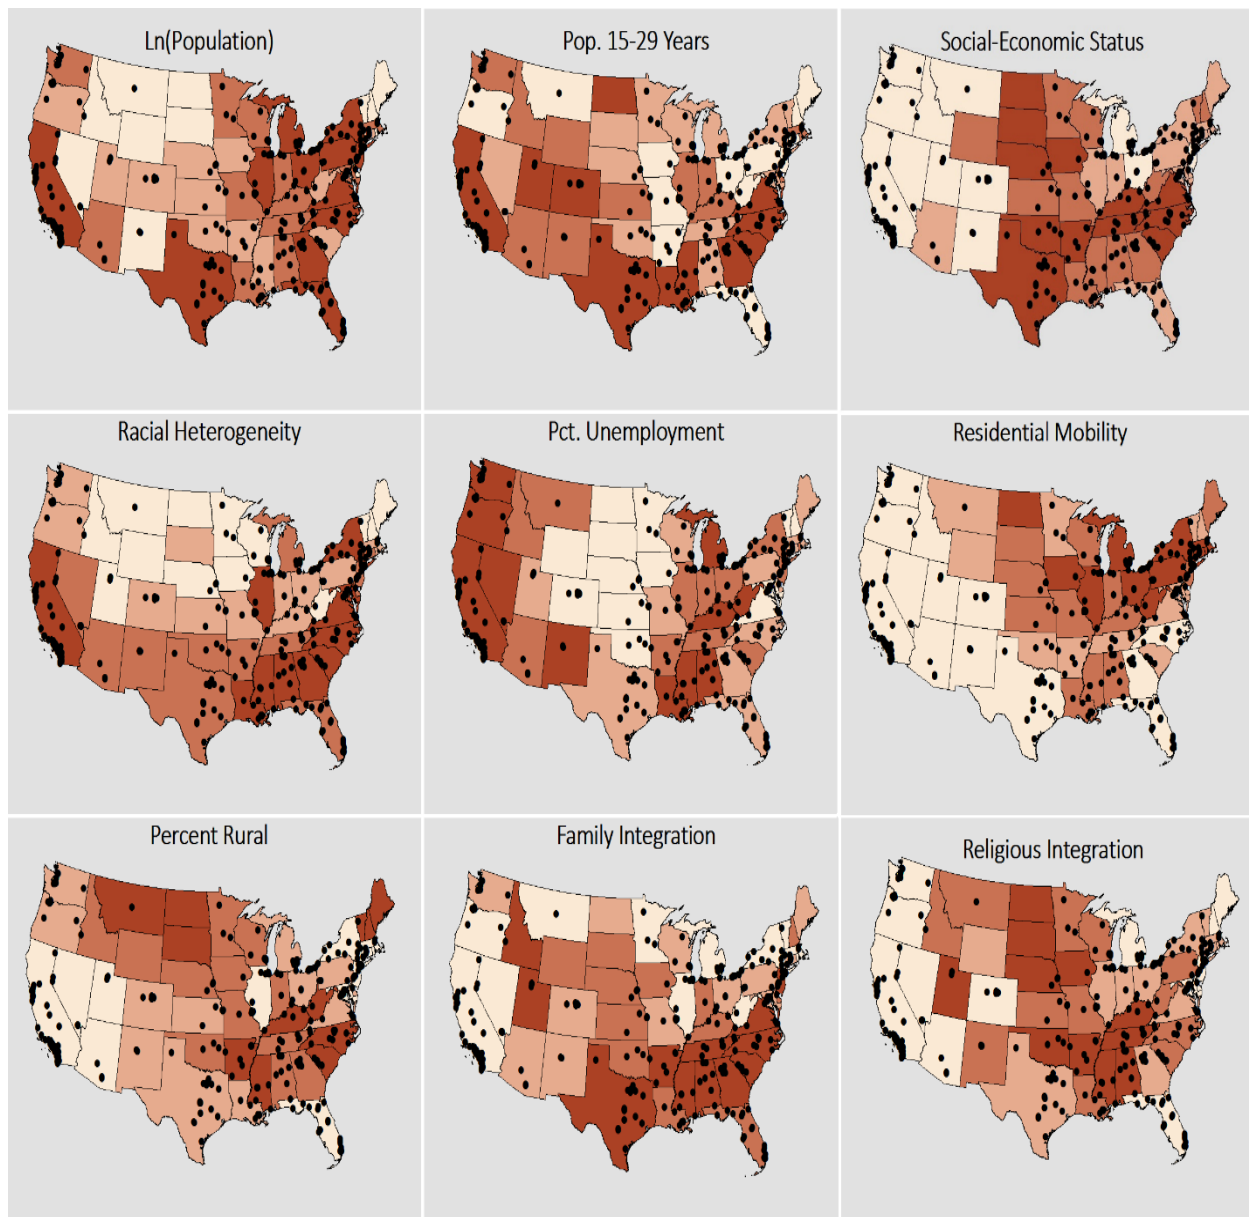 Ln(Population)
Pop. 15-29 Years
Social-Economic Status
Racial Heterogeneity
Pct. Unemployment
Residential Mobility
Percent Rural
Family Integration
Religious Integration